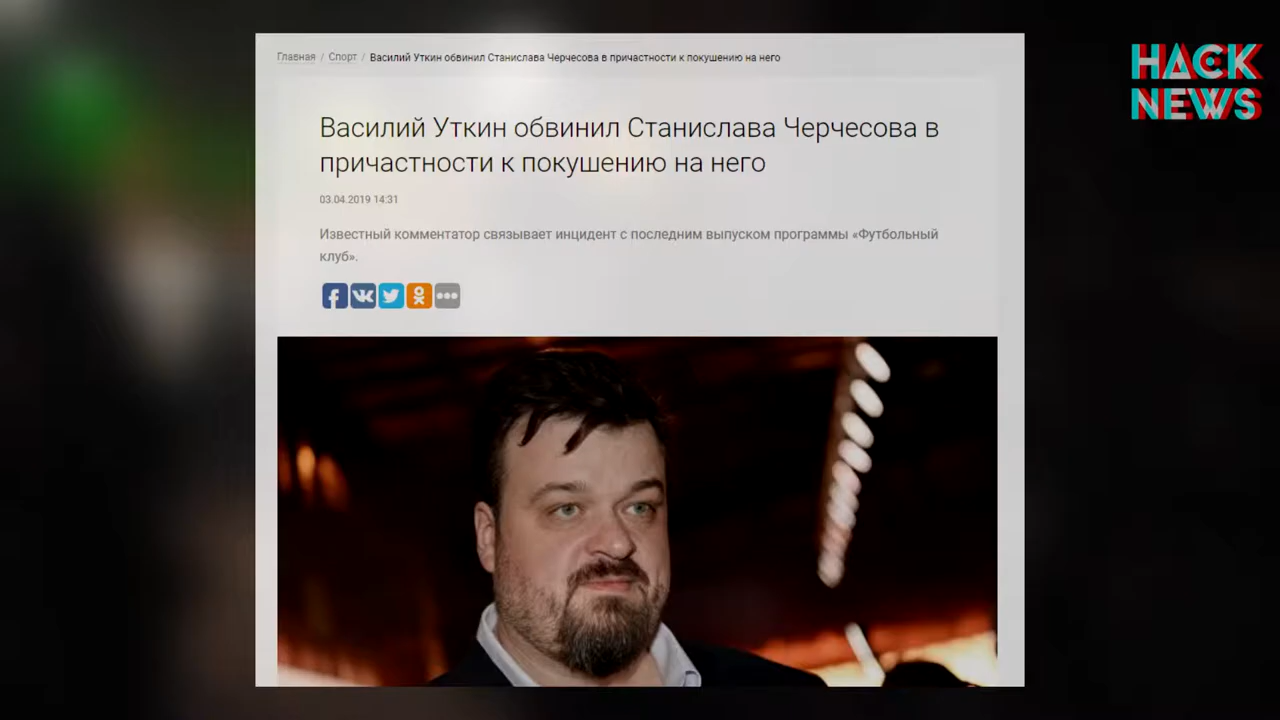 Главная / Спорт / Василий Уткин обвинил Станислава Черчесова в причастности к покушению на него
HACK
NEWS
Василий Уткин обвинил Станислава Черчесова в
причастности к покушению на него
03.04.2019 14:31
Известный комментатор связывает инцидент с последним выпуском программы «Футбольный
клуб».